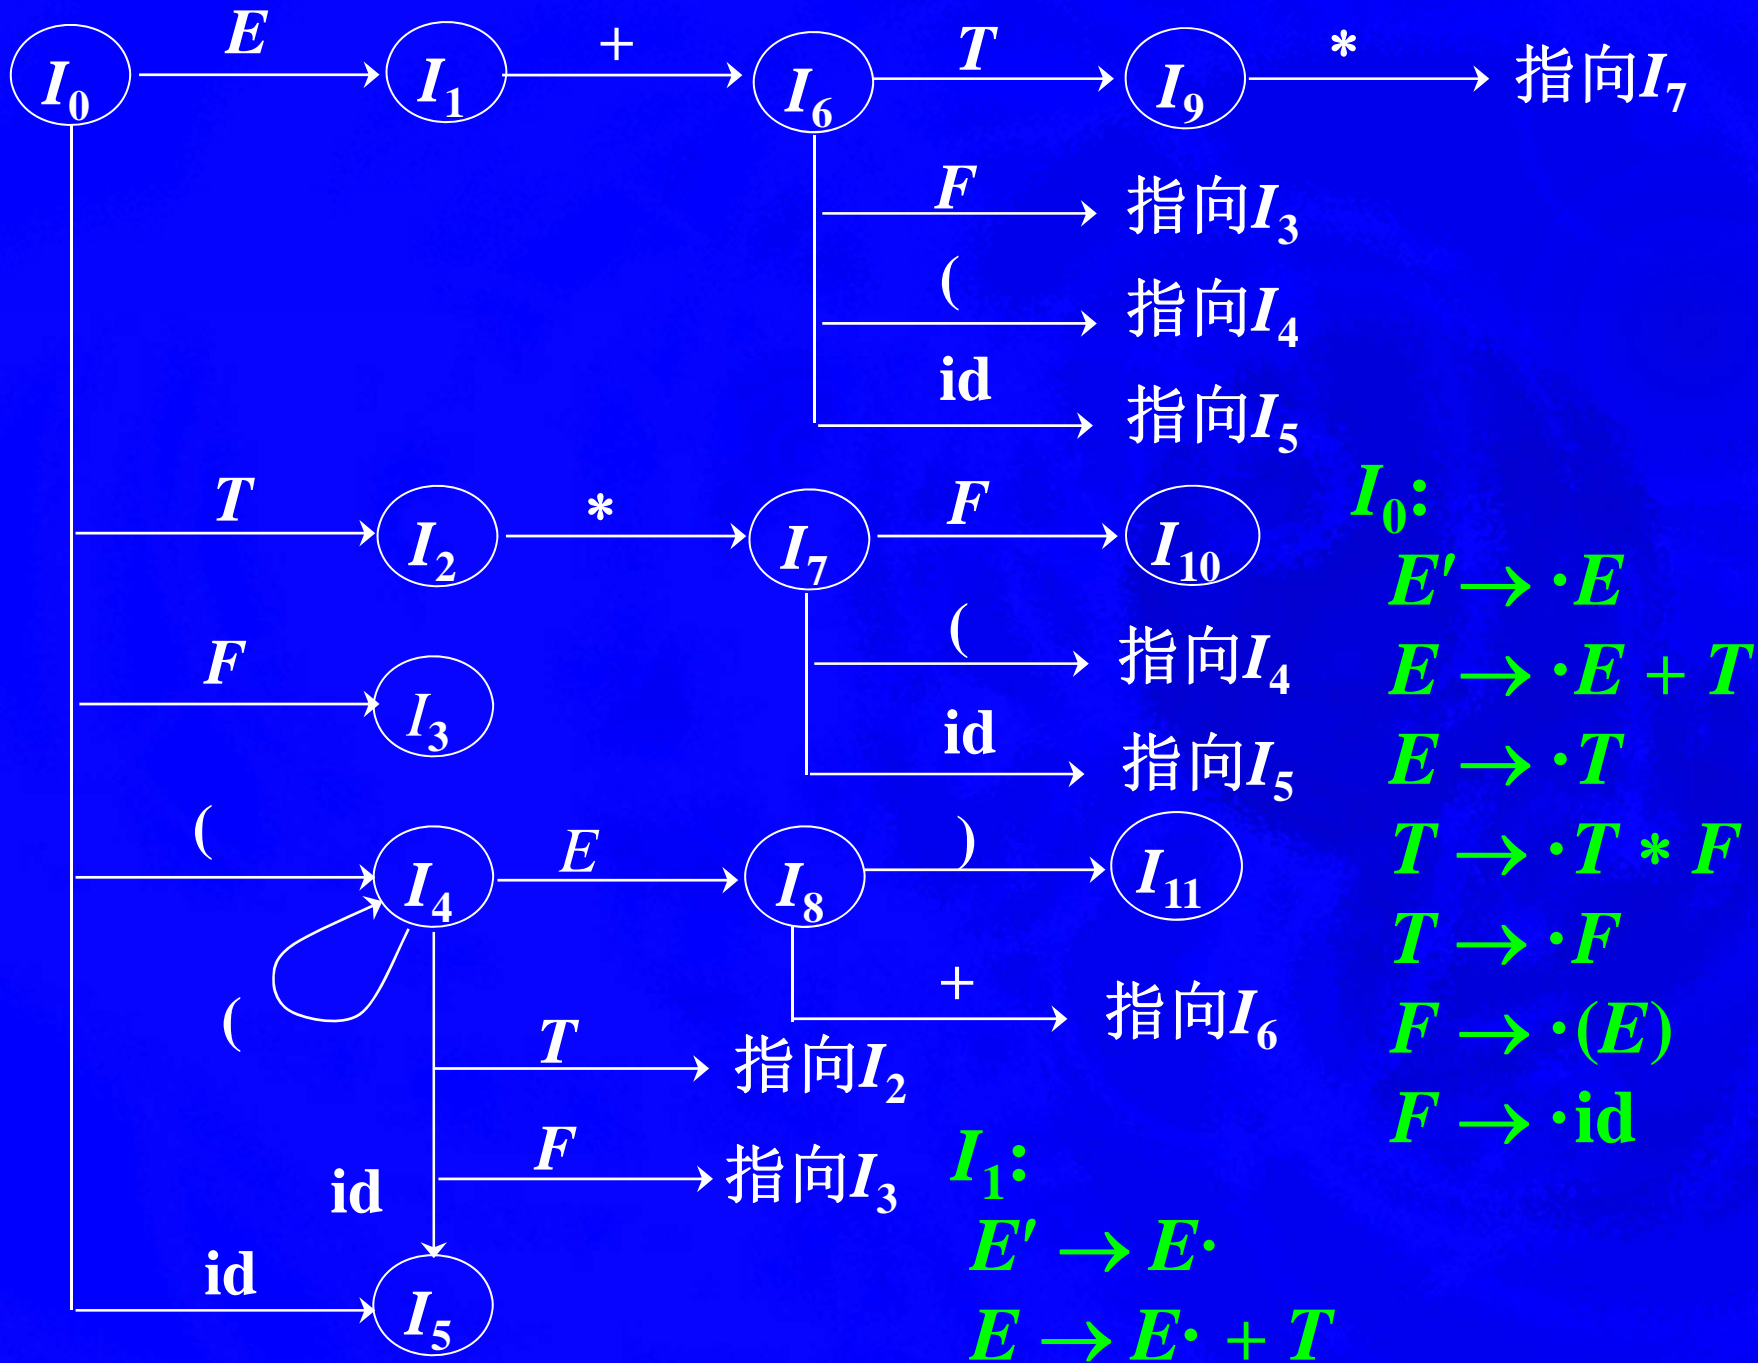 I₀ E I₁ + I₆ T I₉ * 指向I₇
F 指向I₃
( 指向I₄
id 指向I₅
T I₂ * I₇ F I₁₀
( 指向I₄
id 指向I₅
F I₃
( I₄ E I₈ ) I₁₁
( + 指向I₆
T 指向I₂
F 指向I₃
id
id I₅
I₀:
E′→ ·E
E → ·E + T
E → ·T
T → ·T * F
T → ·F
F → ·(E)
F → ·id
I₁:
E′ → E·
E → E· + T